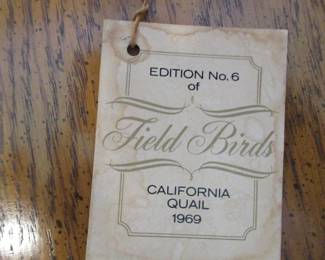 EDITION No. 6
of
Field Birds
CALIFORNIA
QUAIL
1969